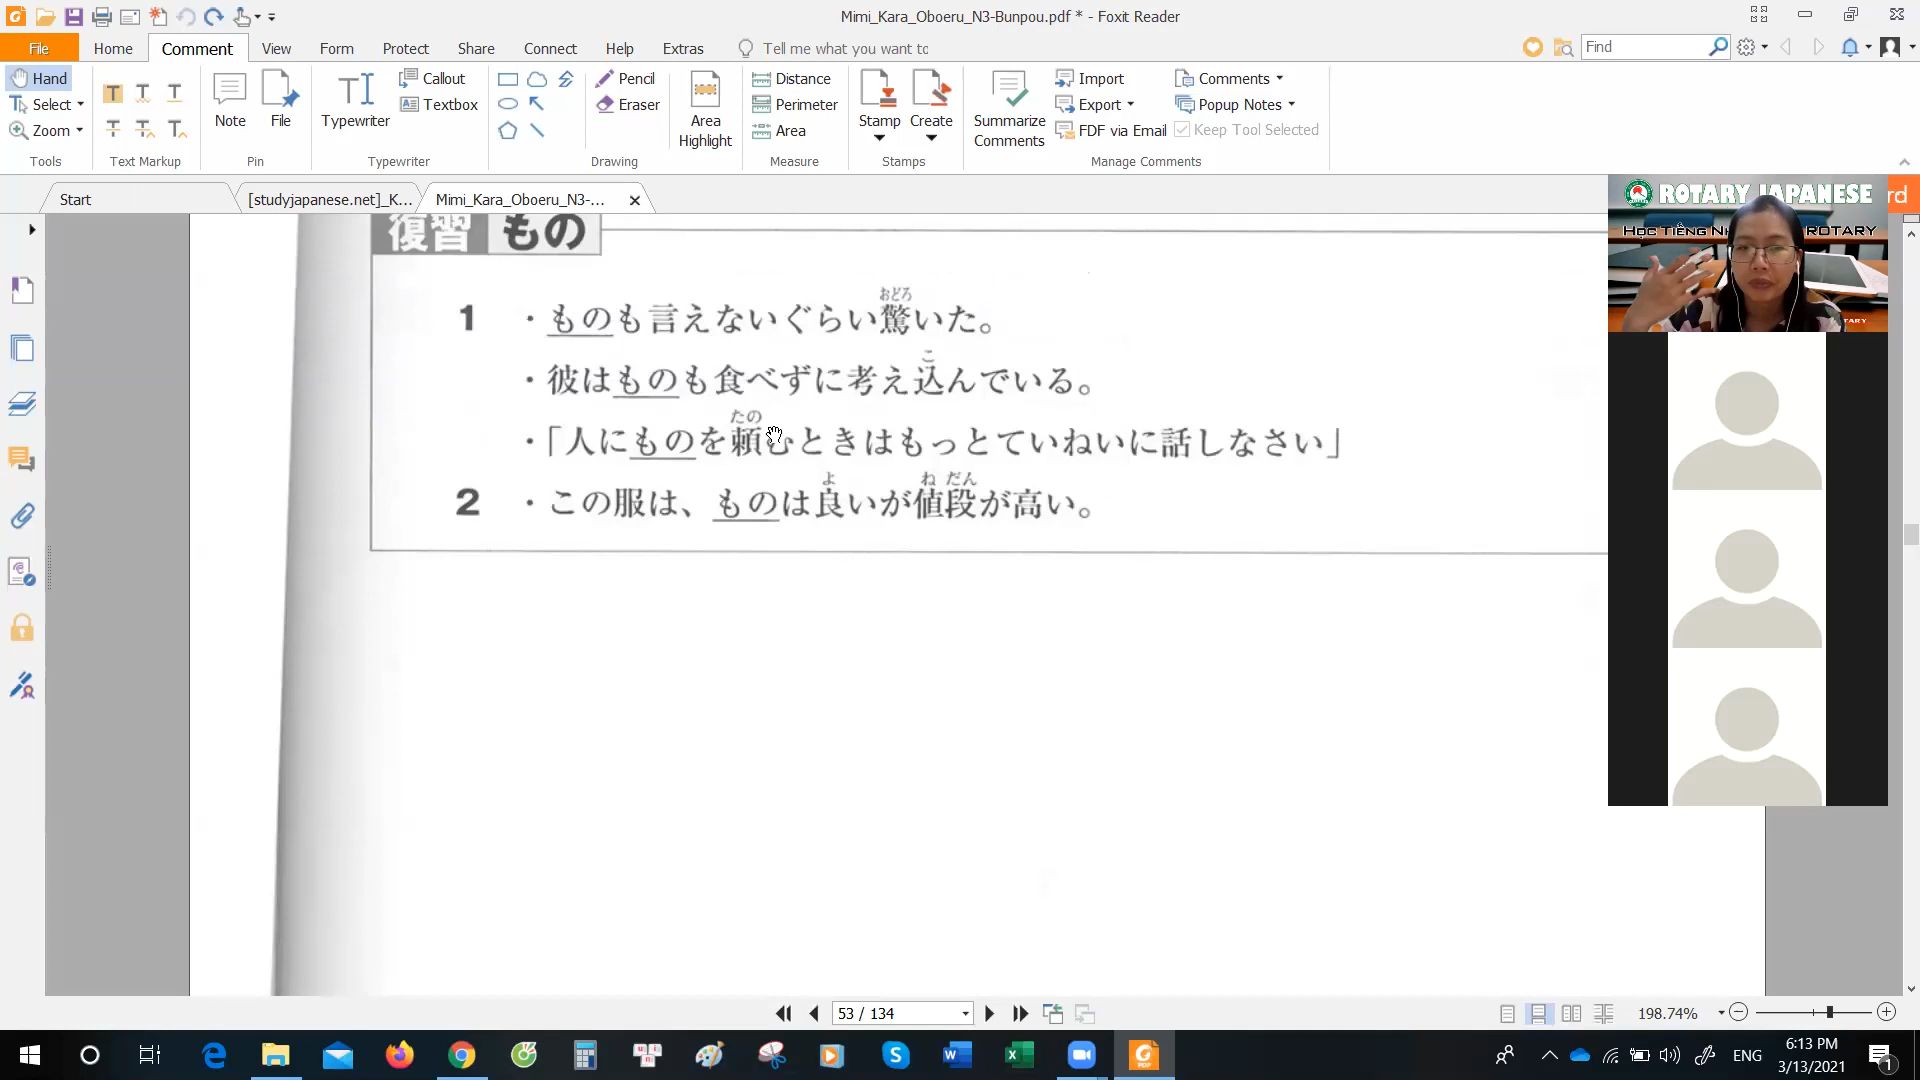 Mimi_Kara_Oboeru_N3-Bunpou.pdf * - Foxit Reader
File Home Comment View Form Protect Share Connect Help Extras Tell me what you want to Find
Hand Select Zoom Tools
Text Markup
Note File Pin
Typewriter Callout Textbox Typewriter
Drawing Pencil Eraser Area Highlight
Distance Perimeter Area Measure
Stamp Create Stamps
Summarize Comments Import Export FDF via Email Comments Popup Notes Keep Tool Selected Manage Comments
Start [studyjapanese.net]_K... Mimi_Kara_Oboeru_N3-...
ROTARY JAPANESE rd
ROTARY
復習 もの
おどろ
1 ・ものも言えないぐらい驚いた。
こ
・彼はものも食べずに考え込んでいる。
たの
・「人にものを頼むときはもっとていねいに話しなさい」
よ ね だん
2 ・この服は、ものは良いが値段が高い。
53 / 134
198.74%
ENG
6:13 PM
3/13/2021
1